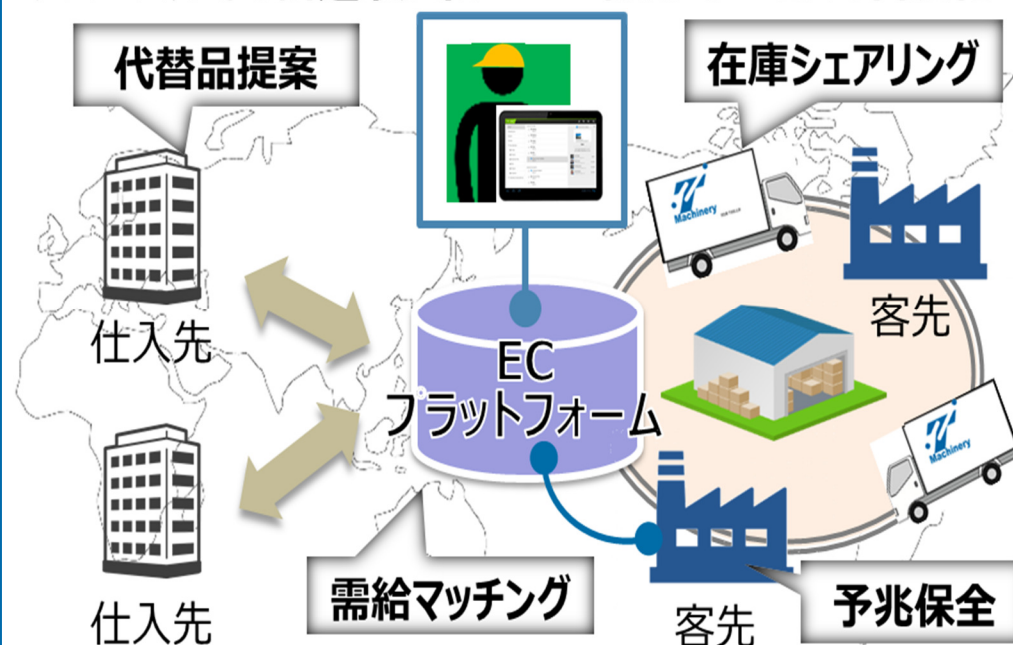 代替品提案
在庫シェアリング
Machinery
客先
仕入先
EC
プラットフォーム
Machinery
需給マッチング
予兆保全
仕入先
客先